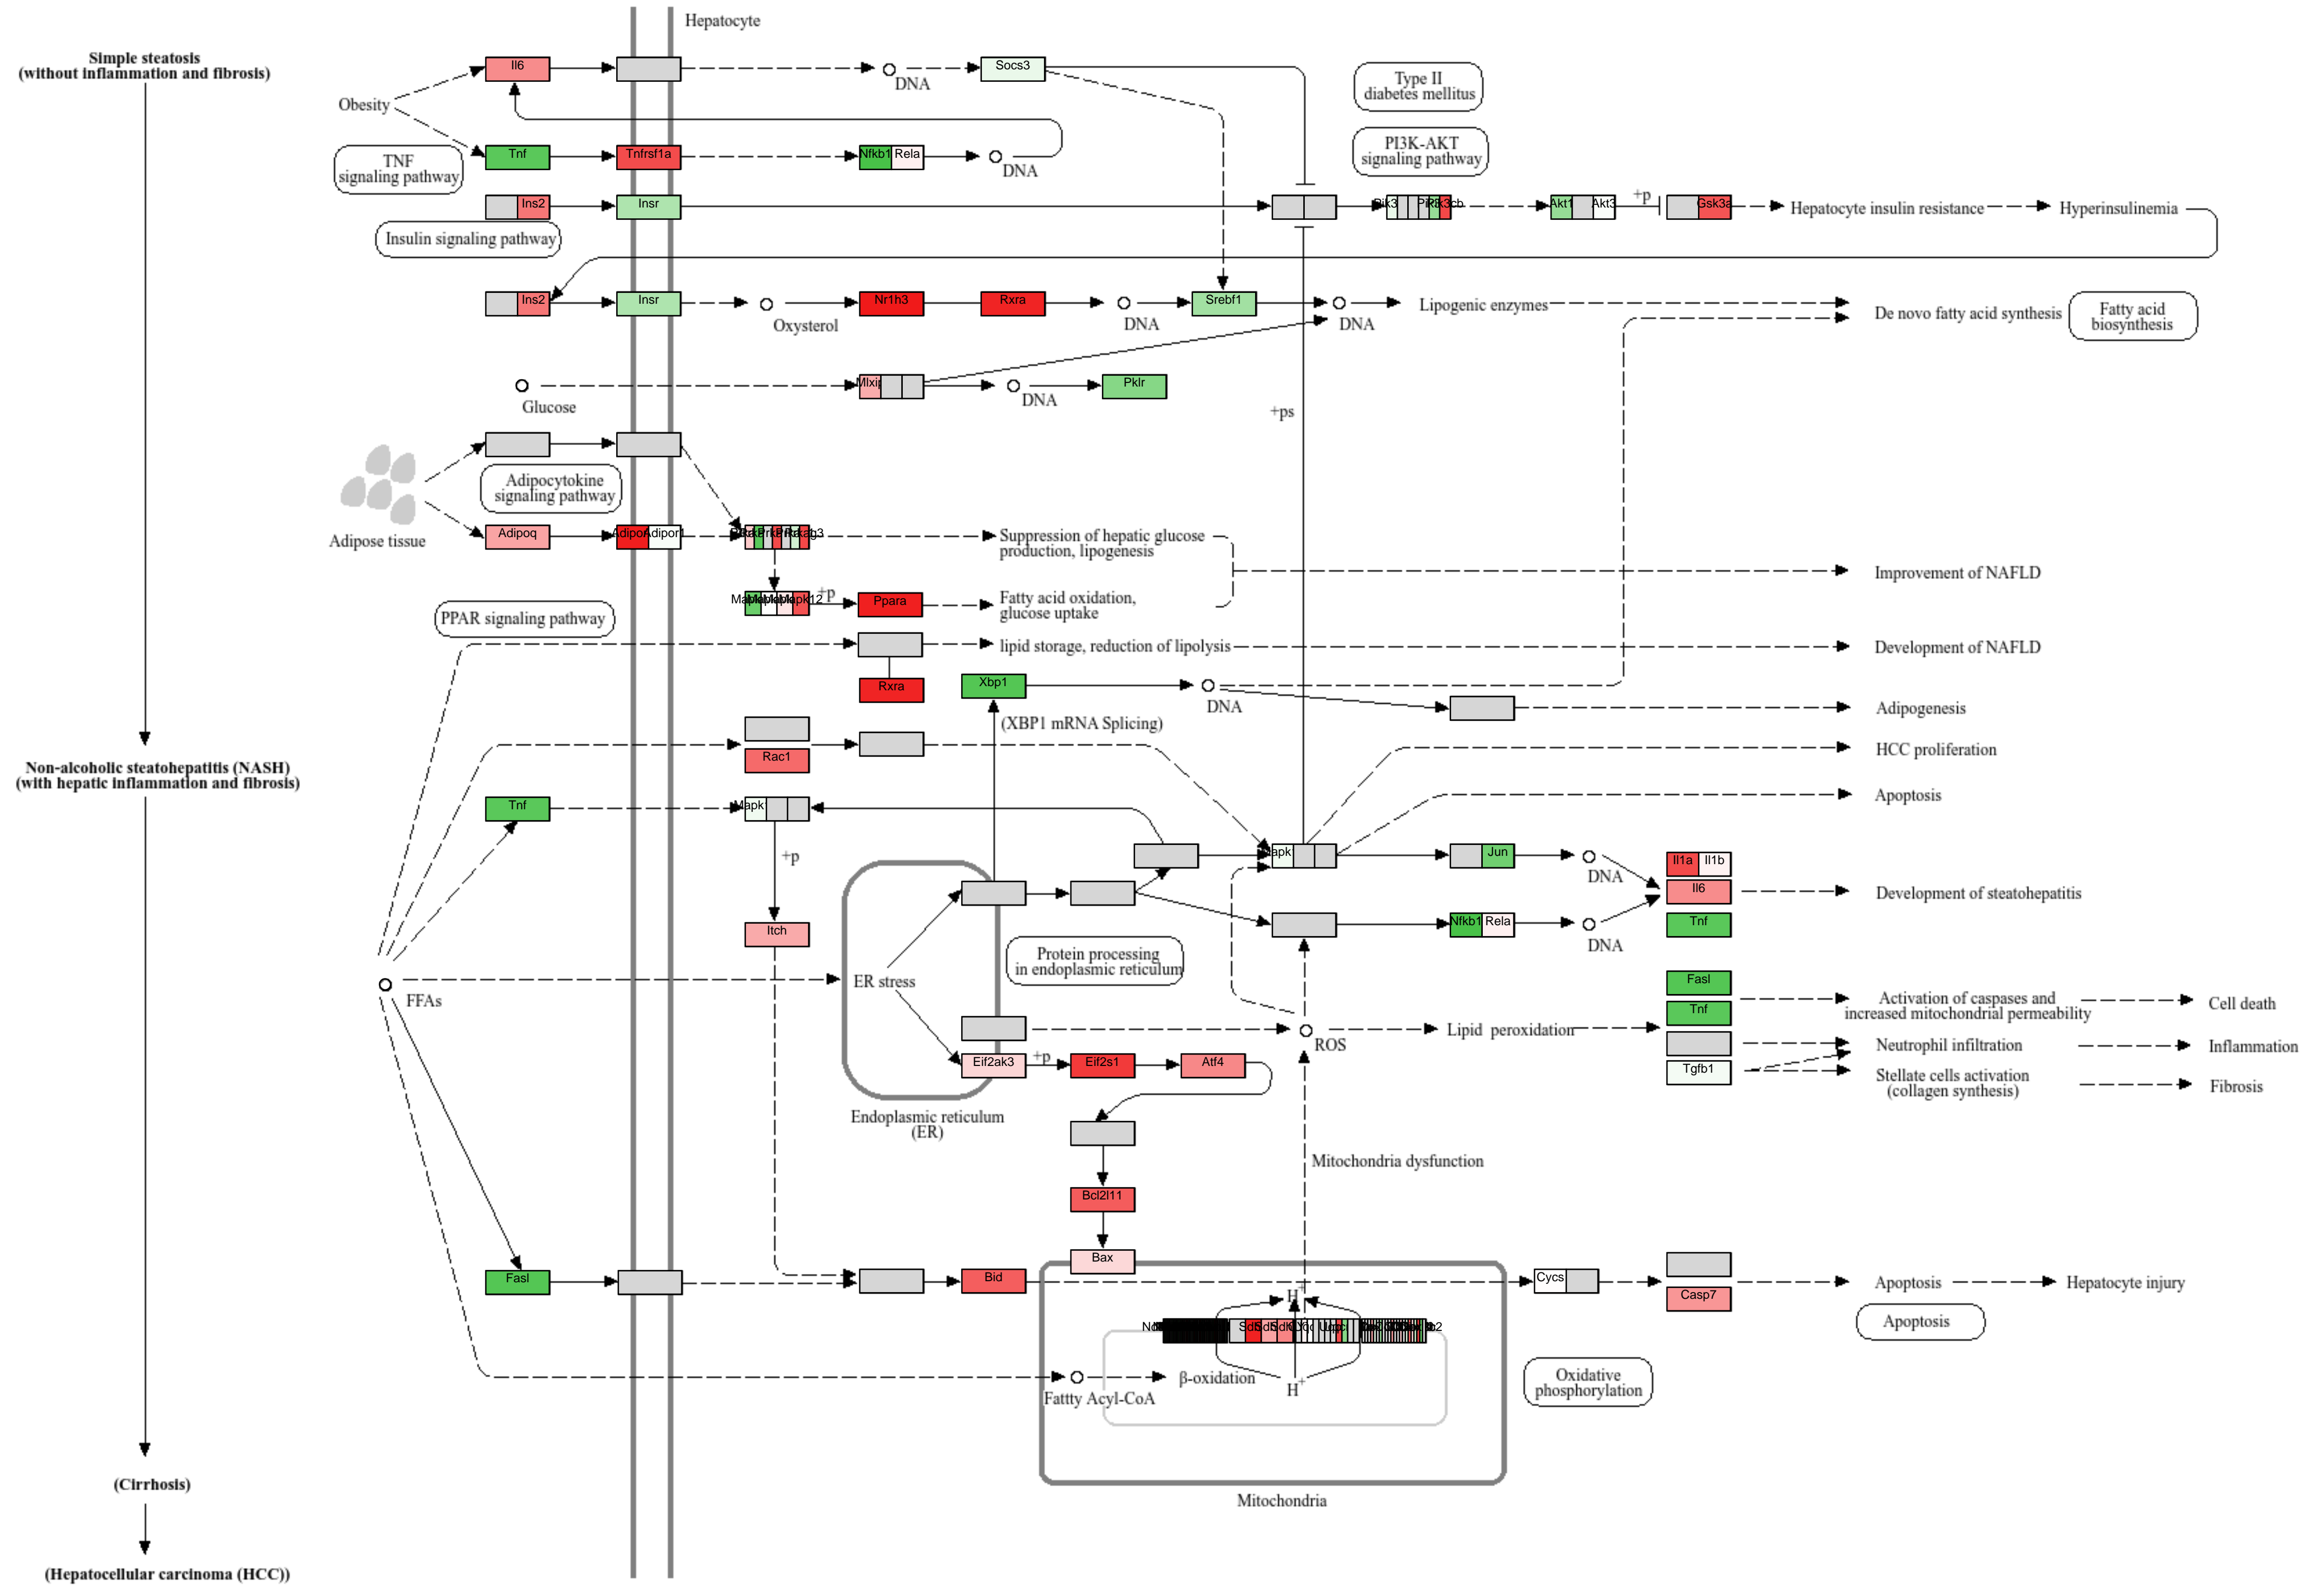 Hepatocyte
Simple steatosis
(without inflammation and fibrosis)
Il6
Socs3
DNA
Type II
diabetes mellitus
Obesity
TNF
signaling pathway
Tnf
Tnfrsf1a
Nfkb1
Rela
DNA
PI3K-AKT
signaling pathway
Ins2
Insr
Akt1
Akt3
+p
Gsk3a
Hepatocyte insulin resistance
Hyperinsulinemia
Insulin signaling pathway
Ins2
Insr
Oxysterol
Nr1h3
Rxra
DNA
Srebf1
DNA
Lipogenic enzymes
De novo fatty acid synthesis
Fatty acid
biosynthesis
Glucose
DNA
Pklr
+ps
Adipocytokine
signaling pathway
Adipose tissue
Adipoq
Adipor1
Suppression of hepatic glucose
production, lipogenesis
Improvement of NAFLD
+p
Ppara
Fatty acid oxidation,
glucose uptake
PPAR signaling pathway
lipid storage, reduction of lipolysis
Development of NAFLD
Rxra
Xbp1
DNA
(XBP1 mRNA Splicing)
Adipogenesis
Rac1
HCC proliferation
Non-alcoholic steatohepatitis (NASH)
(with hepatic inflammation and fibrosis)
Apoptosis
Tnf
Mapk
+p
Jun
DNA
Il1a
Il1b
Il6
Development of steatohepatitis
Itch
Nfkb1
Rela
DNA
Tnf
Protein processing
in endoplasmic reticulum
ER stress
FFAs
Fasl
Tnf
Activation of caspases and
increased mitochondrial permeability
Cell death
ROS
Lipid peroxidation
Neutrophil infiltration
Inflammation
Eif2ak3
+p
Eif2s1
Atf4
Tgfb1
Stellate cells activation
(collagen synthesis)
Fibrosis
Endoplasmic reticulum
(ER)
Mitochondria dysfunction
Bcl2l11
Bax
Fasl
Bid
Cycs
Casp7
Apoptosis
Hepatocyte injury
Apoptosis
H+
β-oxidation
H+
Fattty Acyl-CoA
Oxidative
phosphorylation
Mitochondria
(Cirrhosis)
(Hepatocellular carcinoma (HCC))